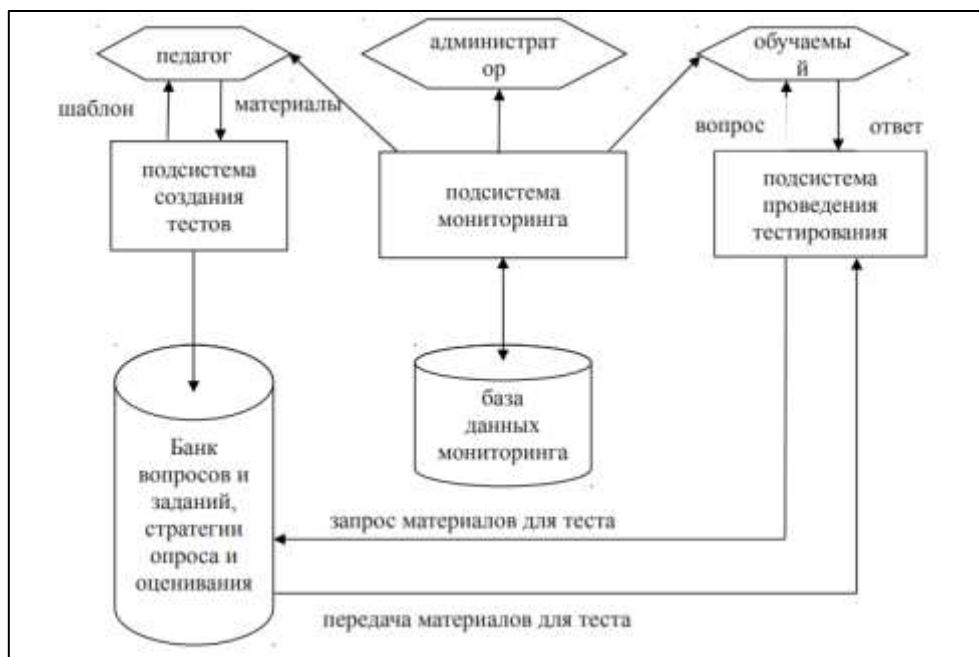 педагог
администрат
ор
обучаемы
й
шаблон
материалы
вопрос
ответ
подсистема
создания
тестов
подсистема
мониторинга
подсистема
проведения
тестирования
база
данных
мониторинга
Банк
вопросов и
заданий,
стратегии
опроса и
оценивания
запрос материалов для теста
передача материалов для теста